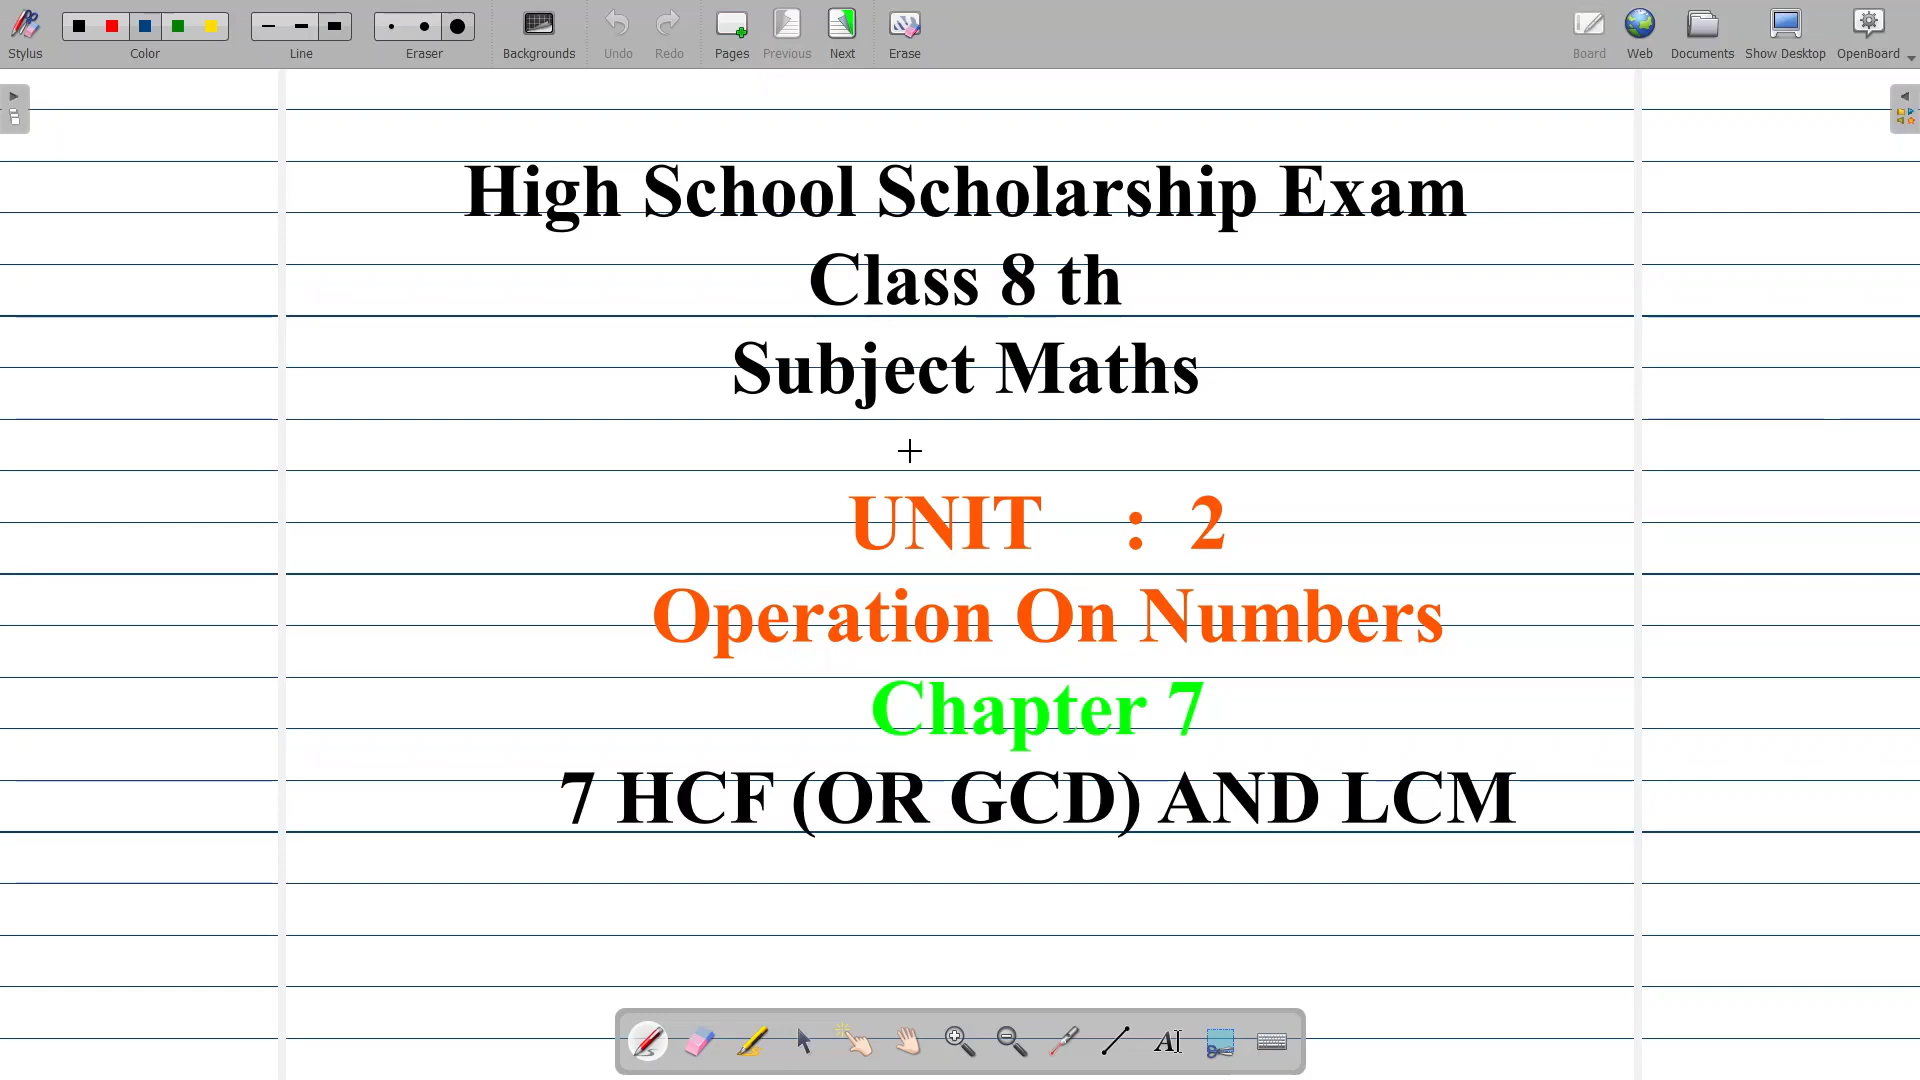 Stylus Color Line Eraser Backgrounds Undo Redo Pages Previous Next Erase Board Web Documents Show Desktop OpenBoard
High School Scholarship Exam
Class 8 th
Subject Maths
UNIT : 2
Operation On Numbers
Chapter 7
7 HCF (OR GCD) AND LCM